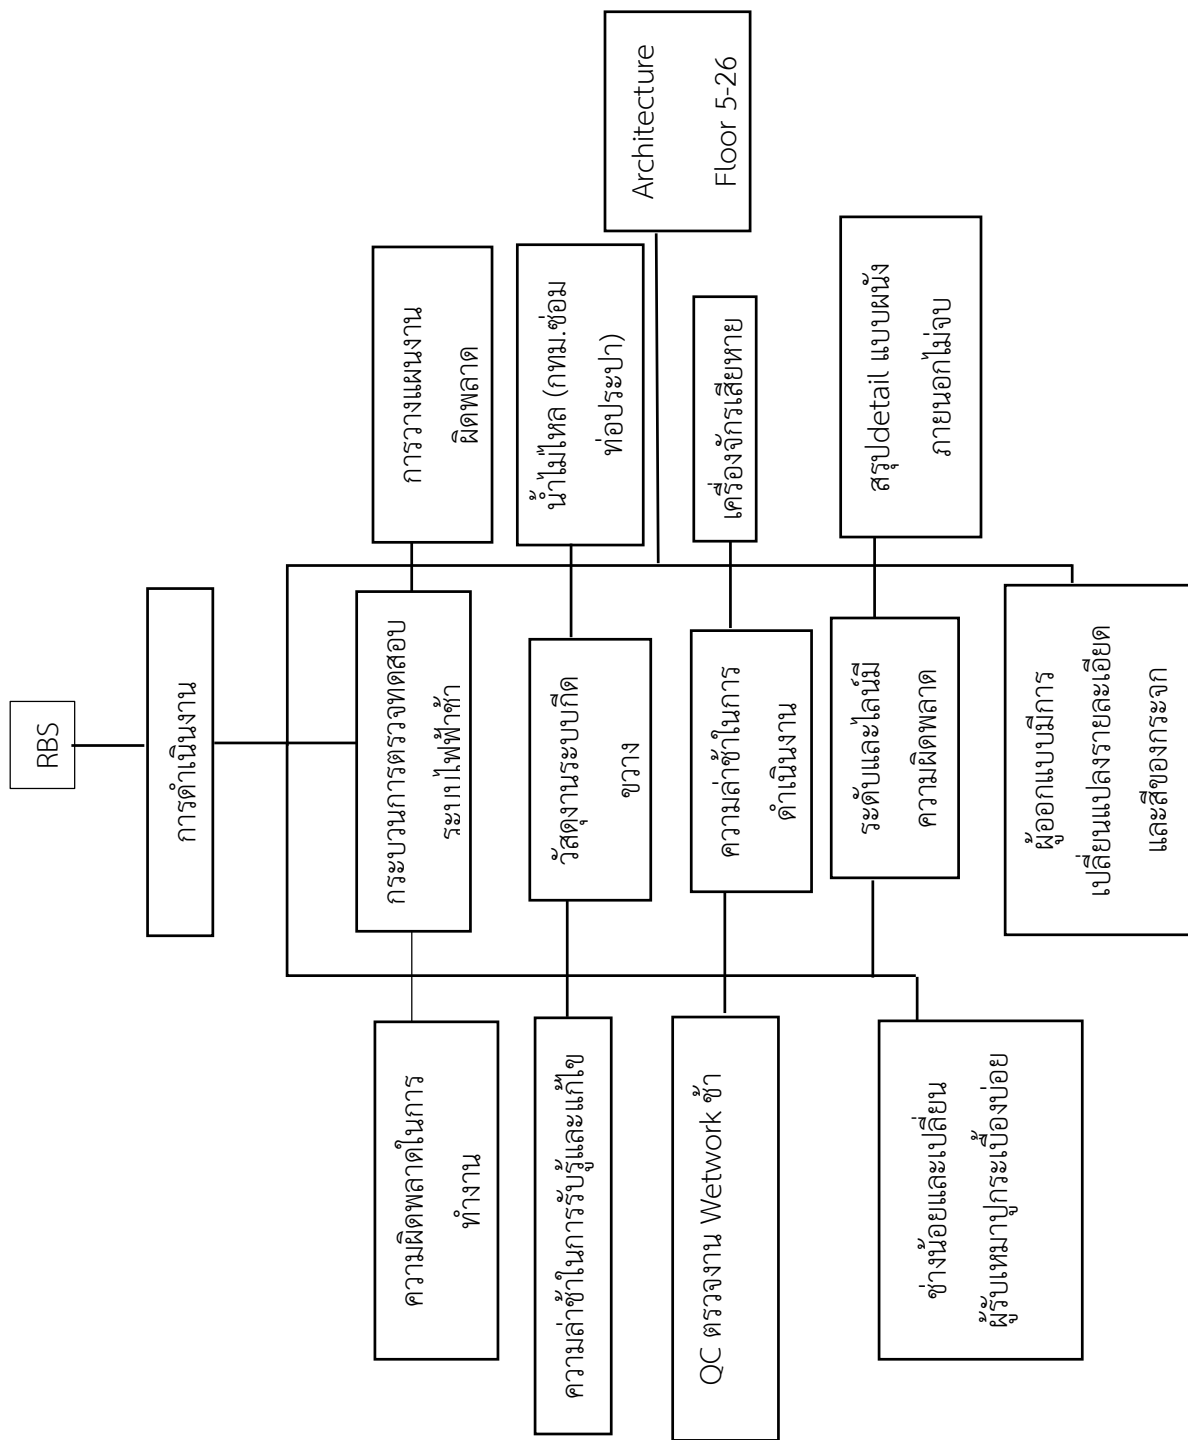 RBS
การดำเนินงาน
ความผิดพลาดในการ
ทำงาน
กระบวนการตรวจทดสอบ
ระบบไฟฟ้าช้า
การวางแผนงาน
ผิดพลาด
ความล่าช้าในการรับรู้และแก้ไข
วัสดุงานระบบกีด
ขวาง
น้ำไม่ไหล (กทม.ซ่อม
ท่อประปา)
Architecture
Floor 5-26
QC ตรวจงาน Wetwork ช้า
ความล่าช้าในการ
ดำเนินงาน
เครื่องจักรเสียหาย
ช่างน้อยและเปลี่ยน
ผู้รับเหมาปูกระเบื้องบ่อย
ระดับและไลน์มี
ความผิดพลาด
สรุปdetail แบบผนัง
ภายนอกไม่จบ
ผู้ออกแบบมีการ
เปลี่ยนแปลงรายละเอียด
และสีของกระจก